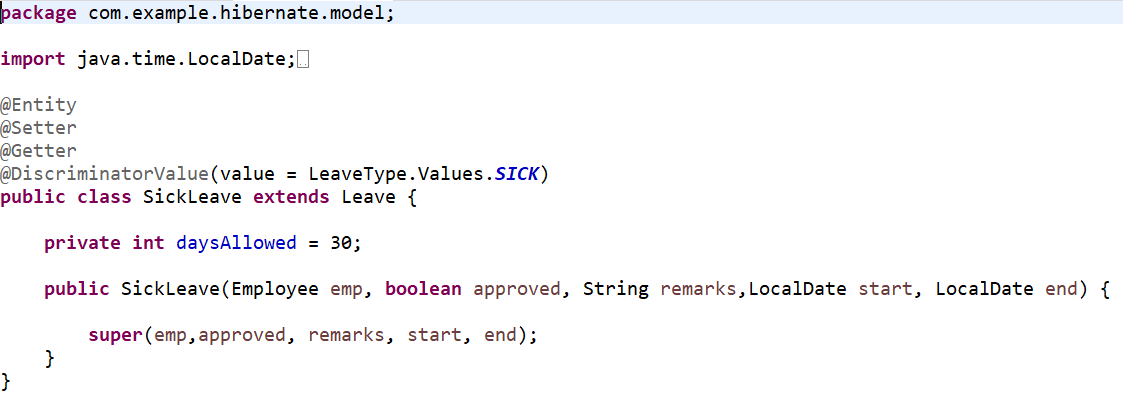 package com.example.hibernate.model;
import java.time.LocalDate;
@Entity
@Setter
@Getter
@DiscriminatorValue(value = LeaveType.Values.SICK)
public class SickLeave extends Leave {
private int daysAllowed = 30;
public SickLeave(Employee emp, boolean approved, String remarks,LocalDate start, LocalDate end) {
super(emp,approved, remarks, start, end);
}
}